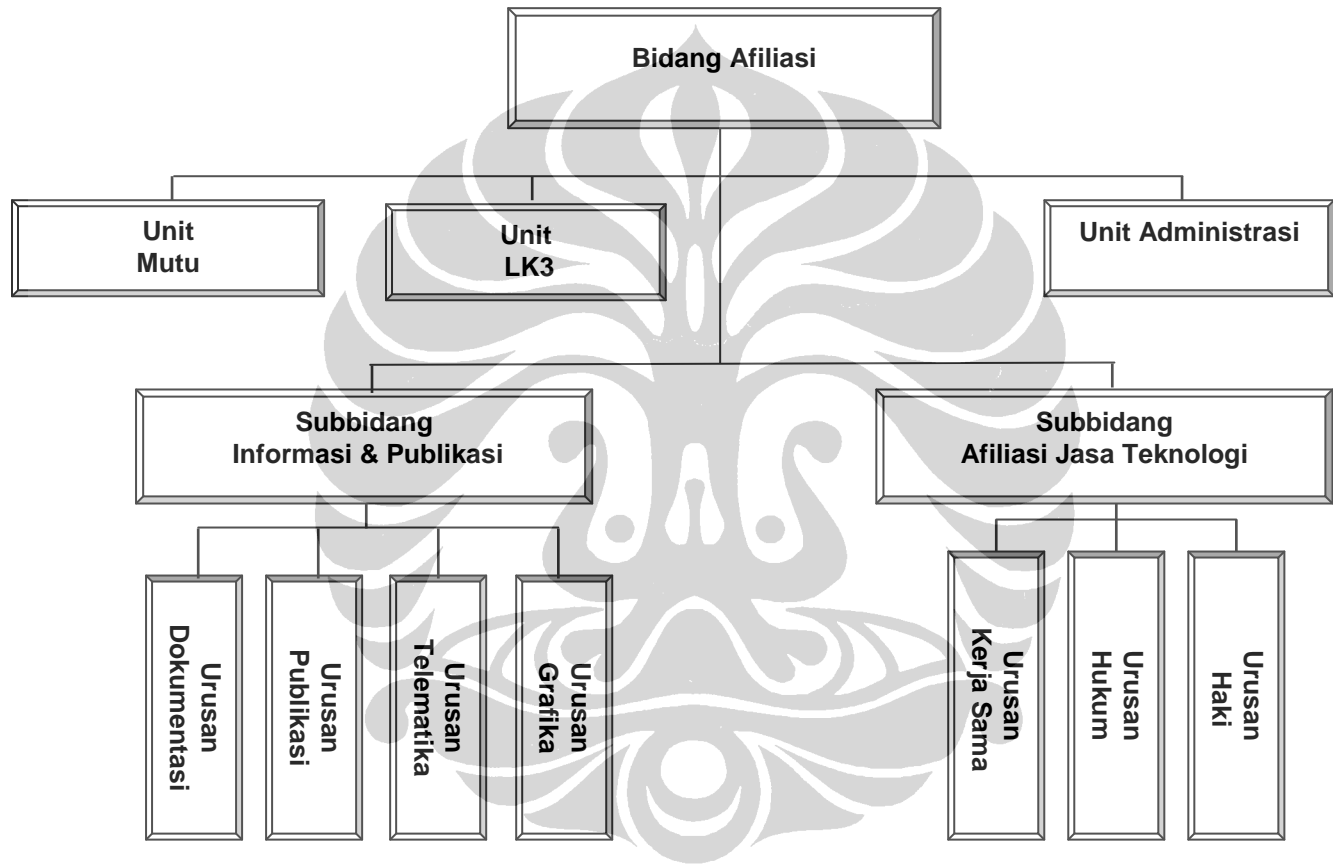 Bidang Afiliasi
Unit
Mutu
Unit
LK3
Unit Administrasi
Subbidang
Informasi & Publikasi
Subbidang
Afiliasi Jasa Teknologi
Urusan
Dokumentasi
Urusan
Publikasi
Urusan
Telematika
Urusan
Grafika
Urusan
Kerja Sama
Urusan
Hukum
Urusan
Haki